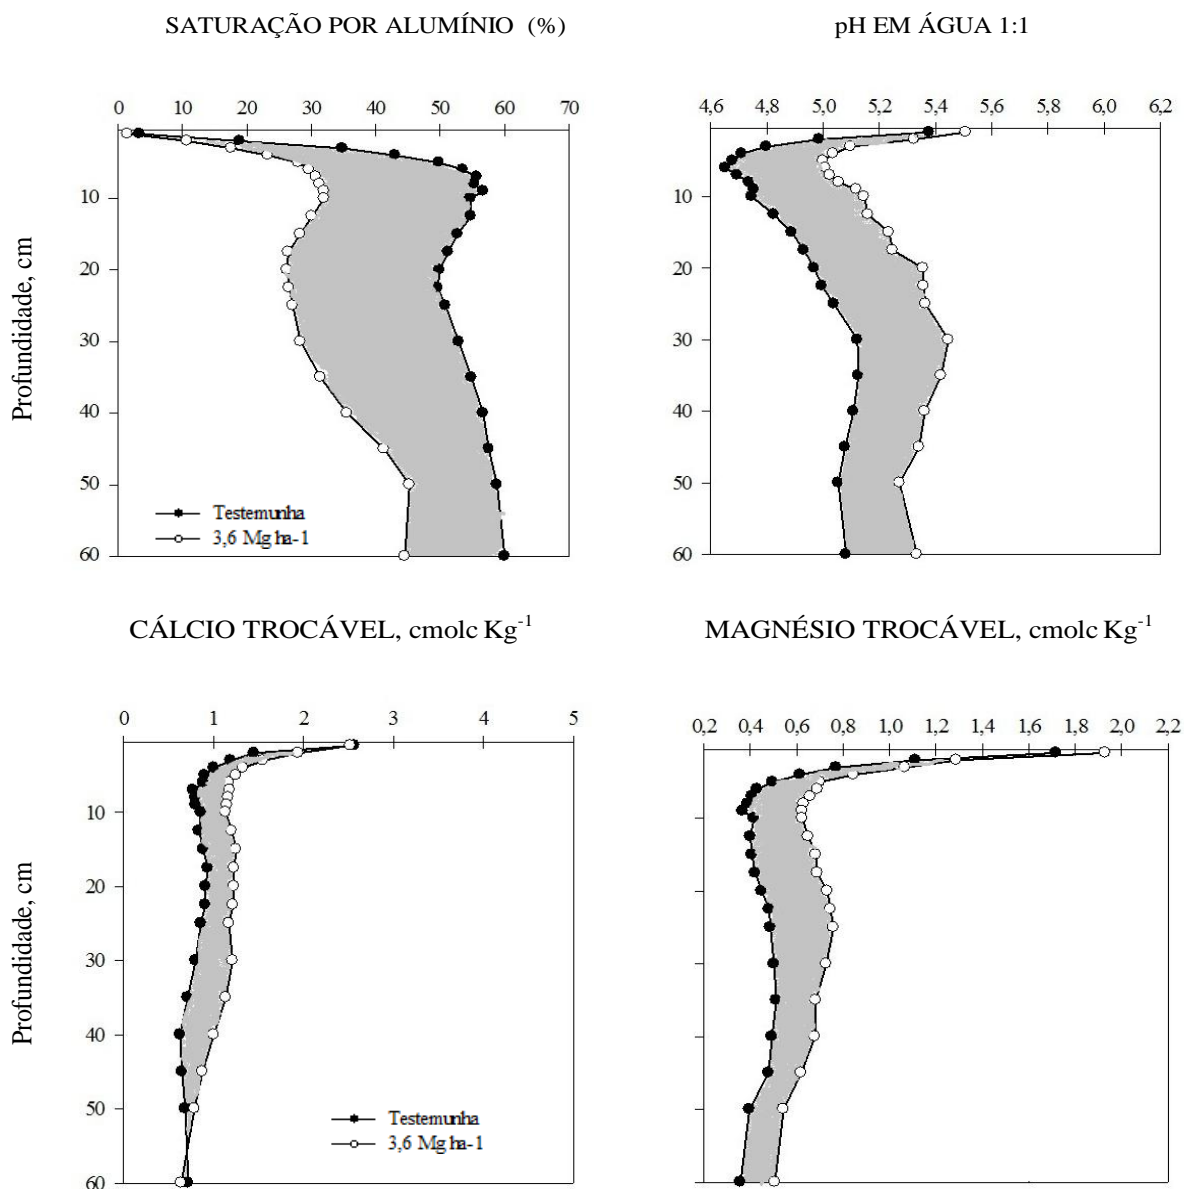 SATURAÇÃO POR ALUMÍNIO (%)
pH EM ÁGUA 1:1
0 10 20 30 40 50 60 70
4,6 4,8 5,0 5,2 5,4 5,6 5,8 6,0 6,2
10
20
30
40
50
60
10
20
30
40
50
60
Profundidade, cm
Testemunha
3,6 Mg ha-1
CÁLCIO TROCÁVEL, cmolc Kg-1
MAGNÉSIO TROCÁVEL, cmolc Kg-1
0 1 2 3 4 5
0,2 0,4 0,6 0,8 1,0 1,2 1,4 1,6 1,8 2,0 2,2
10
20
30
40
50
60
Profundidade, cm
Testemunha
3,6 Mg ha-1